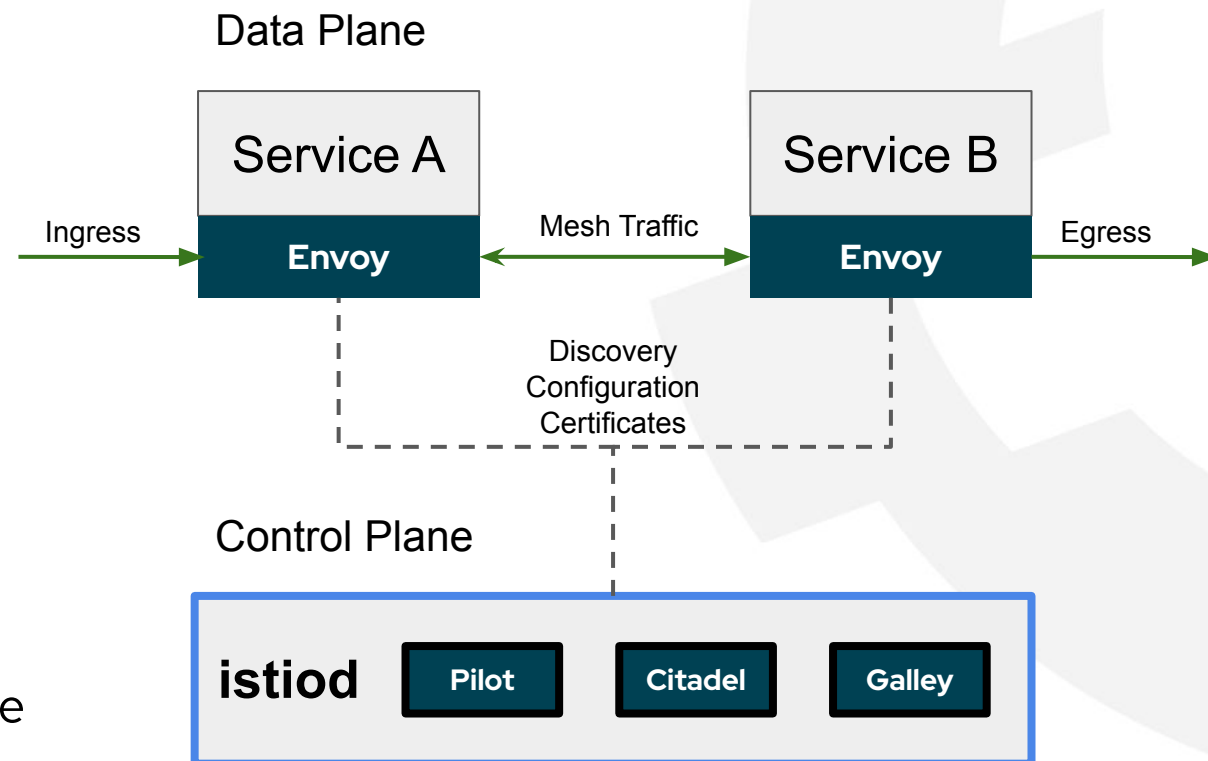 Data Plane
Service A
Service B
Ingress
Envoy
Mesh Traffic
Envoy
Egress
Discovery
Configuration
Certificates
Control Plane
istiod
Pilot
Citadel
Galley
e